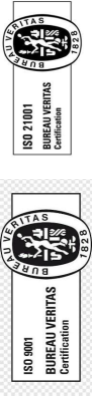 BUREAU VERITAS
1828
ISO 21001
BUREAU VERITAS
Certification
BUREAU VERITAS
1828
ISO 9001
BUREAU VERITAS
Certification